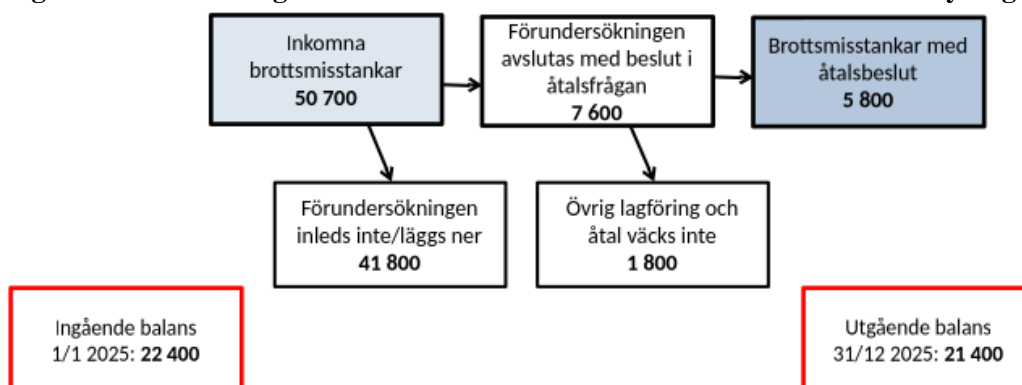 Inkomna
brottsmisstankar
50 700
Förundersökningen
avslutas med beslut i
åtalsfrågan
7 600
Brottsmisstankar med
åtalsbeslut
5 800
Förundersökningen
inleds inte/läggs ner
41 800
Övrig lagföring och
åtal väcks inte
1 800
Ingående balans
1/1 2025: 22 400
Utgående balans
31/12 2025: 21 400